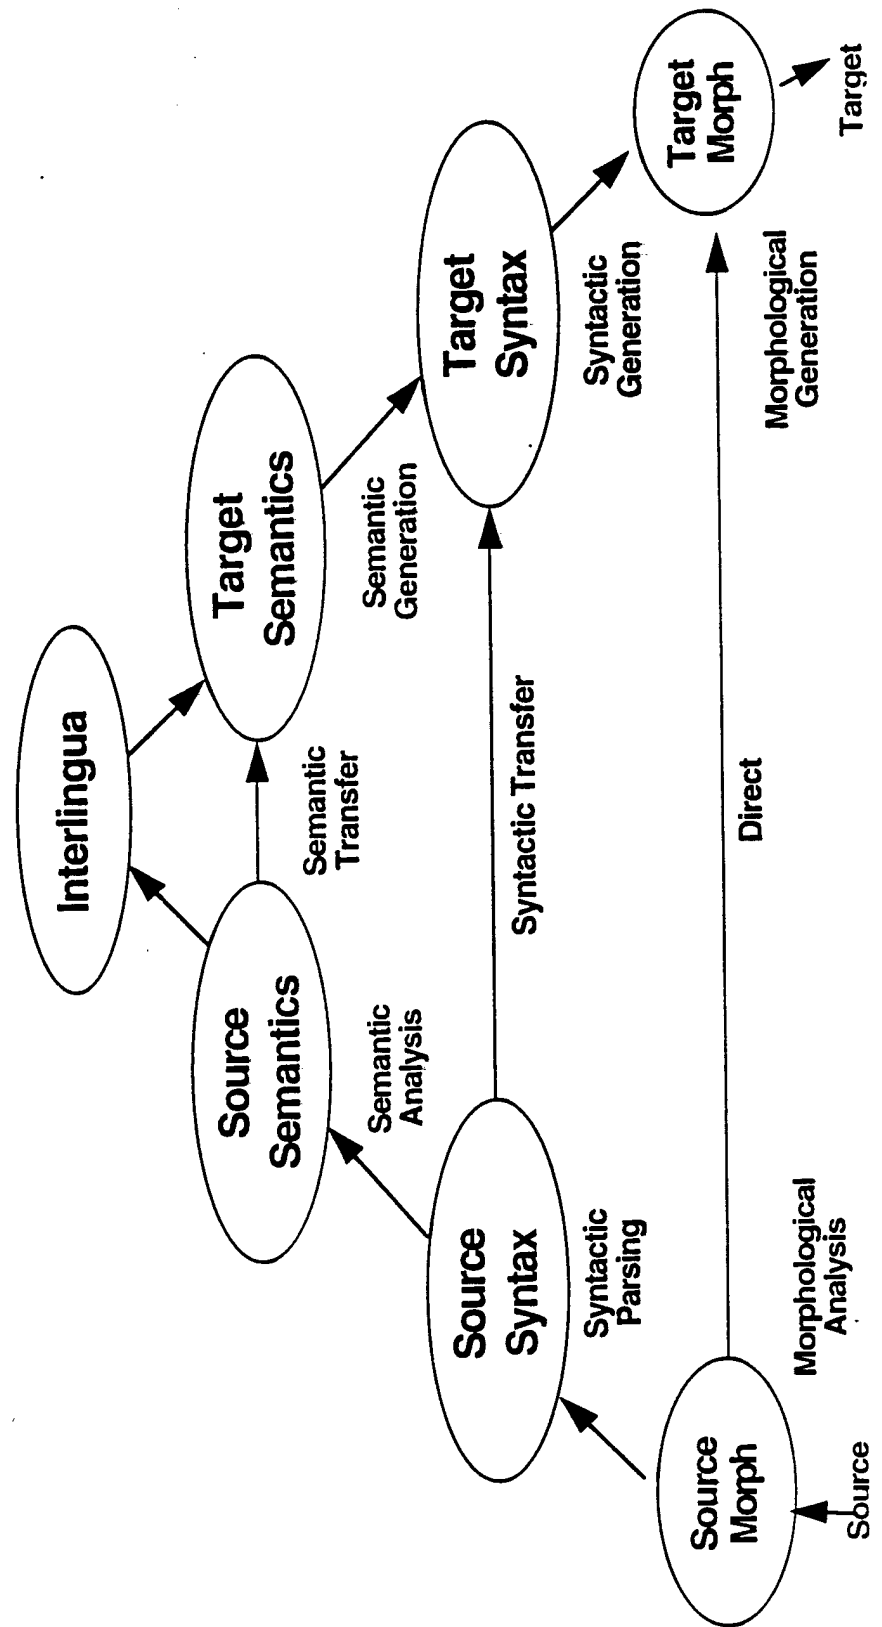 Interlingua
Source
Semantics
Target
Semantics
Semantic
Transfer
Semantic
Analysis
Semantic
Generation
Source
Syntax
Target
Syntax
Syntactic Transfer
Syntactic
Parsing
Syntactic
Generation
Source
Morph
Target
Morph
Direct
Morphological
Analysis
Morphological
Generation
Source
Target